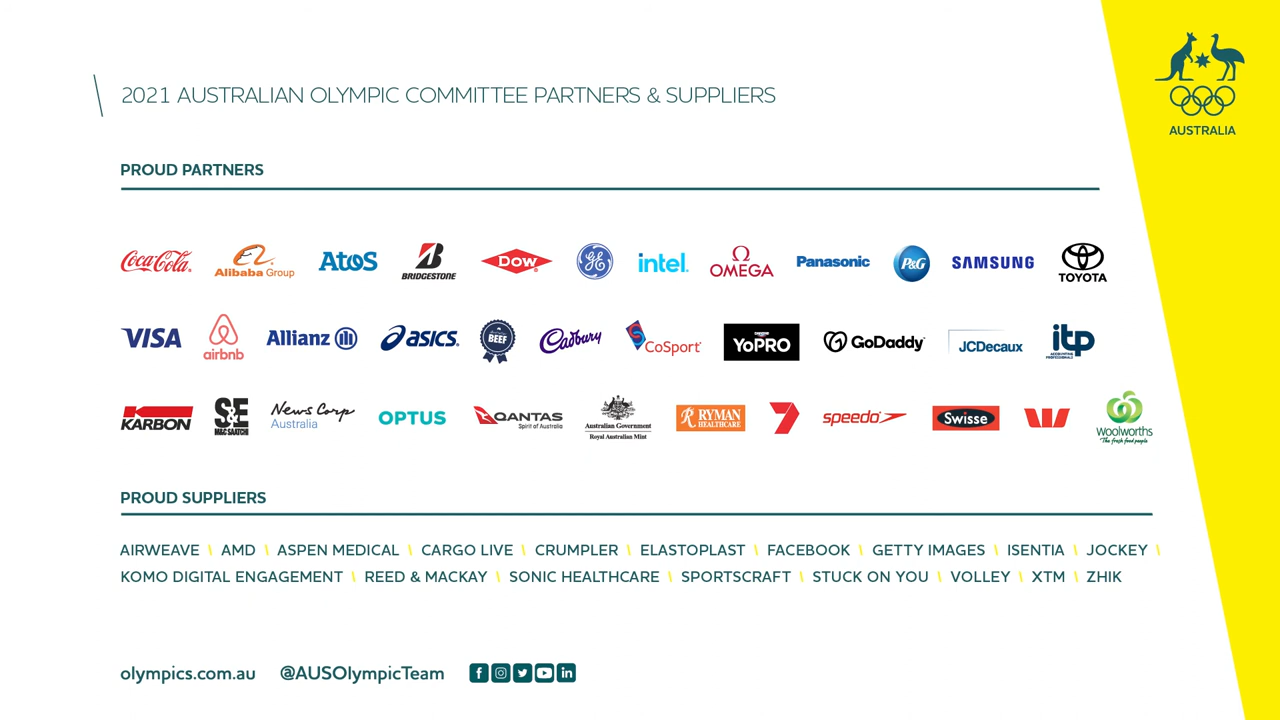 2021 AUSTRALIAN OLYMPIC COMMITTEE PARTNERS & SUPPLIERS
AUSTRALIA
PROUD PARTNERS
Coca-Cola Alibaba Group Atos BRIDGESTONE DOW GE intel. OMEGA Panasonic P&G SAMSUNG TOYOTA
VISA airbnb Allianz asics BEEF Cadbury CoSport YoPRO GoDaddy JCDecaux itp ACCOUNTING PROFESSIONALS
KARBON S&E M&C SAATCHI News Corp Australia OPTUS QANTAS Spirit of Australia Australian Government Royal Australian Mint RYMAN HEALTHCARE 7 speedo Swisse Woolworths The fresh food people
PROUD SUPPLIERS
AIRWEAVE \ AMD \ ASPEN MEDICAL \ CARGO LIVE \ CRUMPLER \ ELASTOPLAST \ FACEBOOK \ GETTY IMAGES \ ISENTIA \ JOCKEY \
KOMO DIGITAL ENGAGEMENT \ REED & MACKAY \ SONIC HEALTHCARE \ SPORTSCRAFT \ STUCK ON YOU \ VOLLEY \ XTM \ ZHIK
olympics.com.au @AUSOlympicTeam